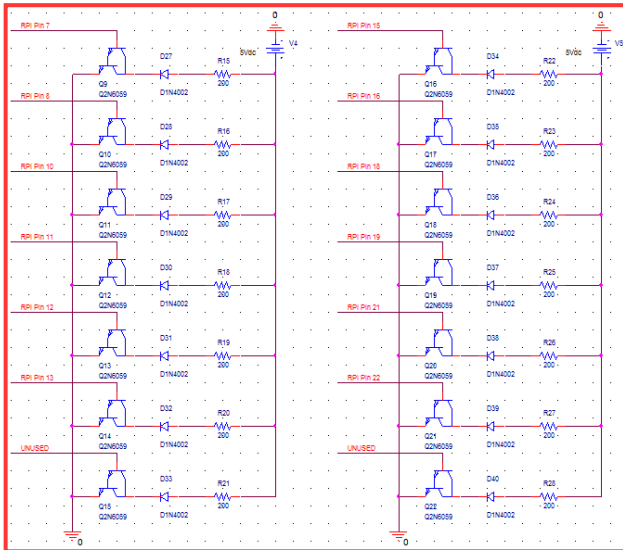 RPI Pin 7
0
5Vdc
V4
D27
R15
Q9
200
Q2N6059
D1N4002
RPI Pin 8
D28
R16
Q10
200
Q2N6059
D1N4002
RPI Pin 10
D29
R17
Q11
200
Q2N6059
D1N4002
RPI Pin 11
D30
R18
Q12
200
Q2N6059
D1N4002
RPI Pin 12
D31
R19
Q13
200
Q2N6059
D1N4002
RPI Pin 13
D32
R20
Q14
200
Q2N6059
D1N4002
UNUSED
D33
R21
Q15
200
Q2N6059
D1N4002
0
RPI Pin 15
0
5Vdc
V5
D34
R22
Q16
200
Q2N6059
D1N4002
RPI Pin 16
D35
R23
Q17
200
Q2N6059
D1N4002
RPI Pin 18
D36
R24
Q18
200
Q2N6059
D1N4002
RPI Pin 19
D37
R25
Q19
200
Q2N6059
D1N4002
RPI Pin 21
D38
R26
Q20
200
Q2N6059
D1N4002
RPI Pin 22
D39
R27
Q21
200
Q2N6059
D1N4002
UNUSED
D40
R28
Q22
200
Q2N6059
D1N4002
0